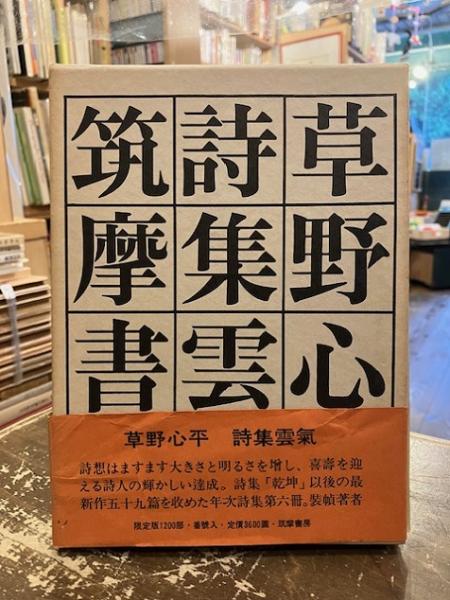 草野心
詩集雲
筑摩書
草野心平 詩集雲氣
詩想はますます大きさと明るさを増し、喜壽を迎
える詩人の輝かしい達成。詩集「乾坤」以後の最
新作五十九篇を収めた年次詩集第六冊。装幀著者
限定版1200部・番號入・定價3600圓・筑摩書房